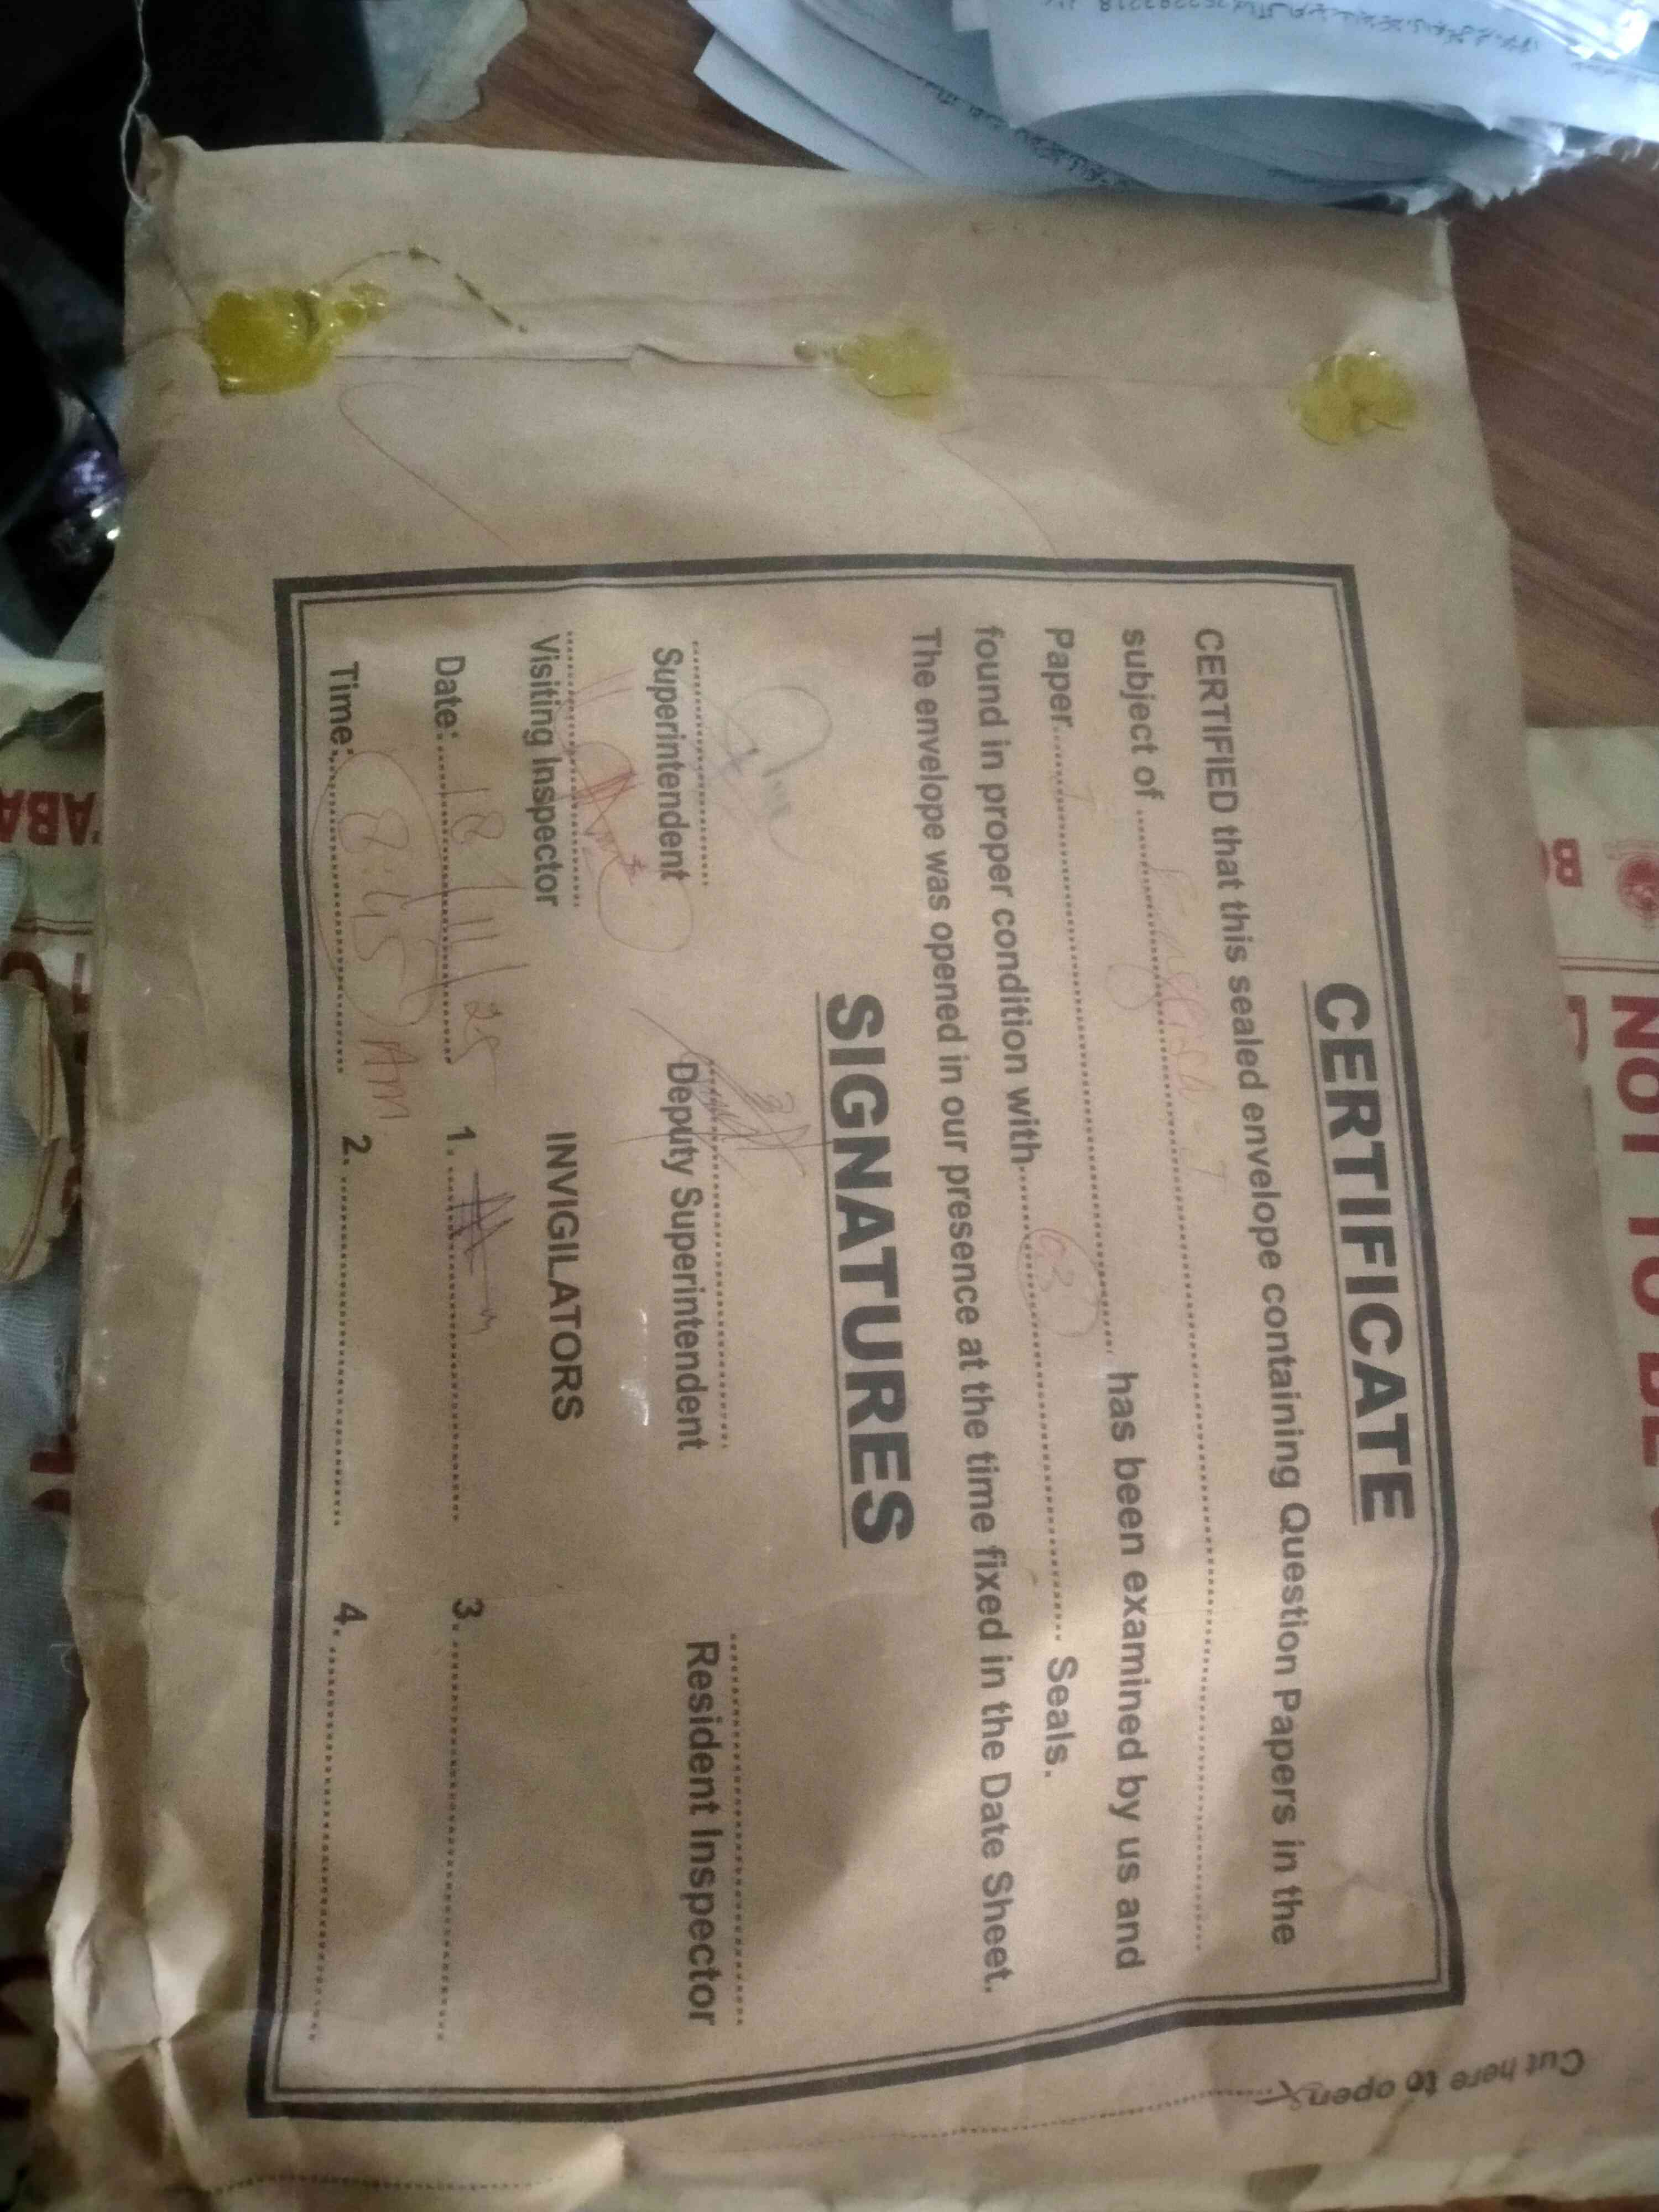 CERTIFICATE
CERTIFIED that this sealed envelope containing Question Papers in the
subject of ..... English - I .....
Paper..... I ..... has been examined by us and
found in proper condition with..... 03 ..... Seals.
The envelope was opened in our presence at the time fixed in the Date Sheet.
SIGNATURES
Superintendent Deputy Superintendent Resident Inspector
Visiting Inspector INVIGILATORS
Date:..... 18/11/25 1. ..... 3. .....
Time:..... 8:45 Am 2. ..... 4. .....
Cut here to open
NOT TO BE